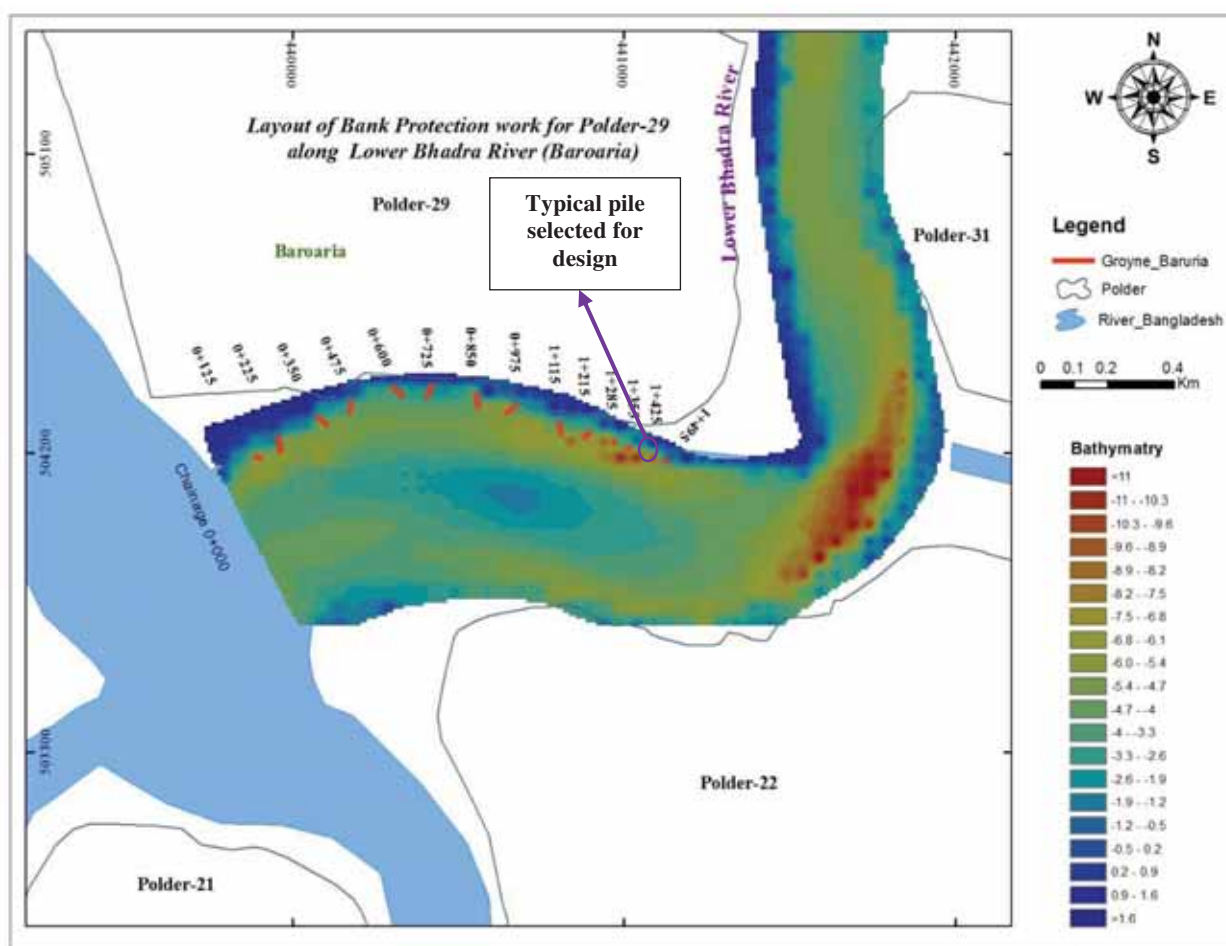 440000
441000
442000
N
W E
S
Lower Bhadra River
Layout of Bank Protection work for Polder-29
along Lower Bhadra River (Baroaria)
505100
Polder-29
Typical pile
selected for
design
Baroaria
Polder-31
Legend
Groyne_Baruria
Polder
River_Bangladesh
0 0.1 0.2 0.4
Km
0+125
0+225
0+350
0+475
0+600
0+725
0+850
0+975
1+115
1+215
1+285
1+425
1+495
504200
Chainage 0+000
Bathymatry
-11 - -10.3
-10.3 - -9.6
-9.6 - -8.9
-8.9 - -8.2
-8.2 - -7.5
-7.5 - -6.8
-6.8 - -6.1
-6.0 - -5.4
-5.4 - -4.7
-4.7 - -4
-4 - -3.3
-3.3 - -2.6
-2.6 - -1.9
-1.9 - -1.2
-1.2 - -0.5
-0.5 - 0.2
0.2 - 0.9
0.9 - 1.6
>1.6
Polder-22
Polder-21